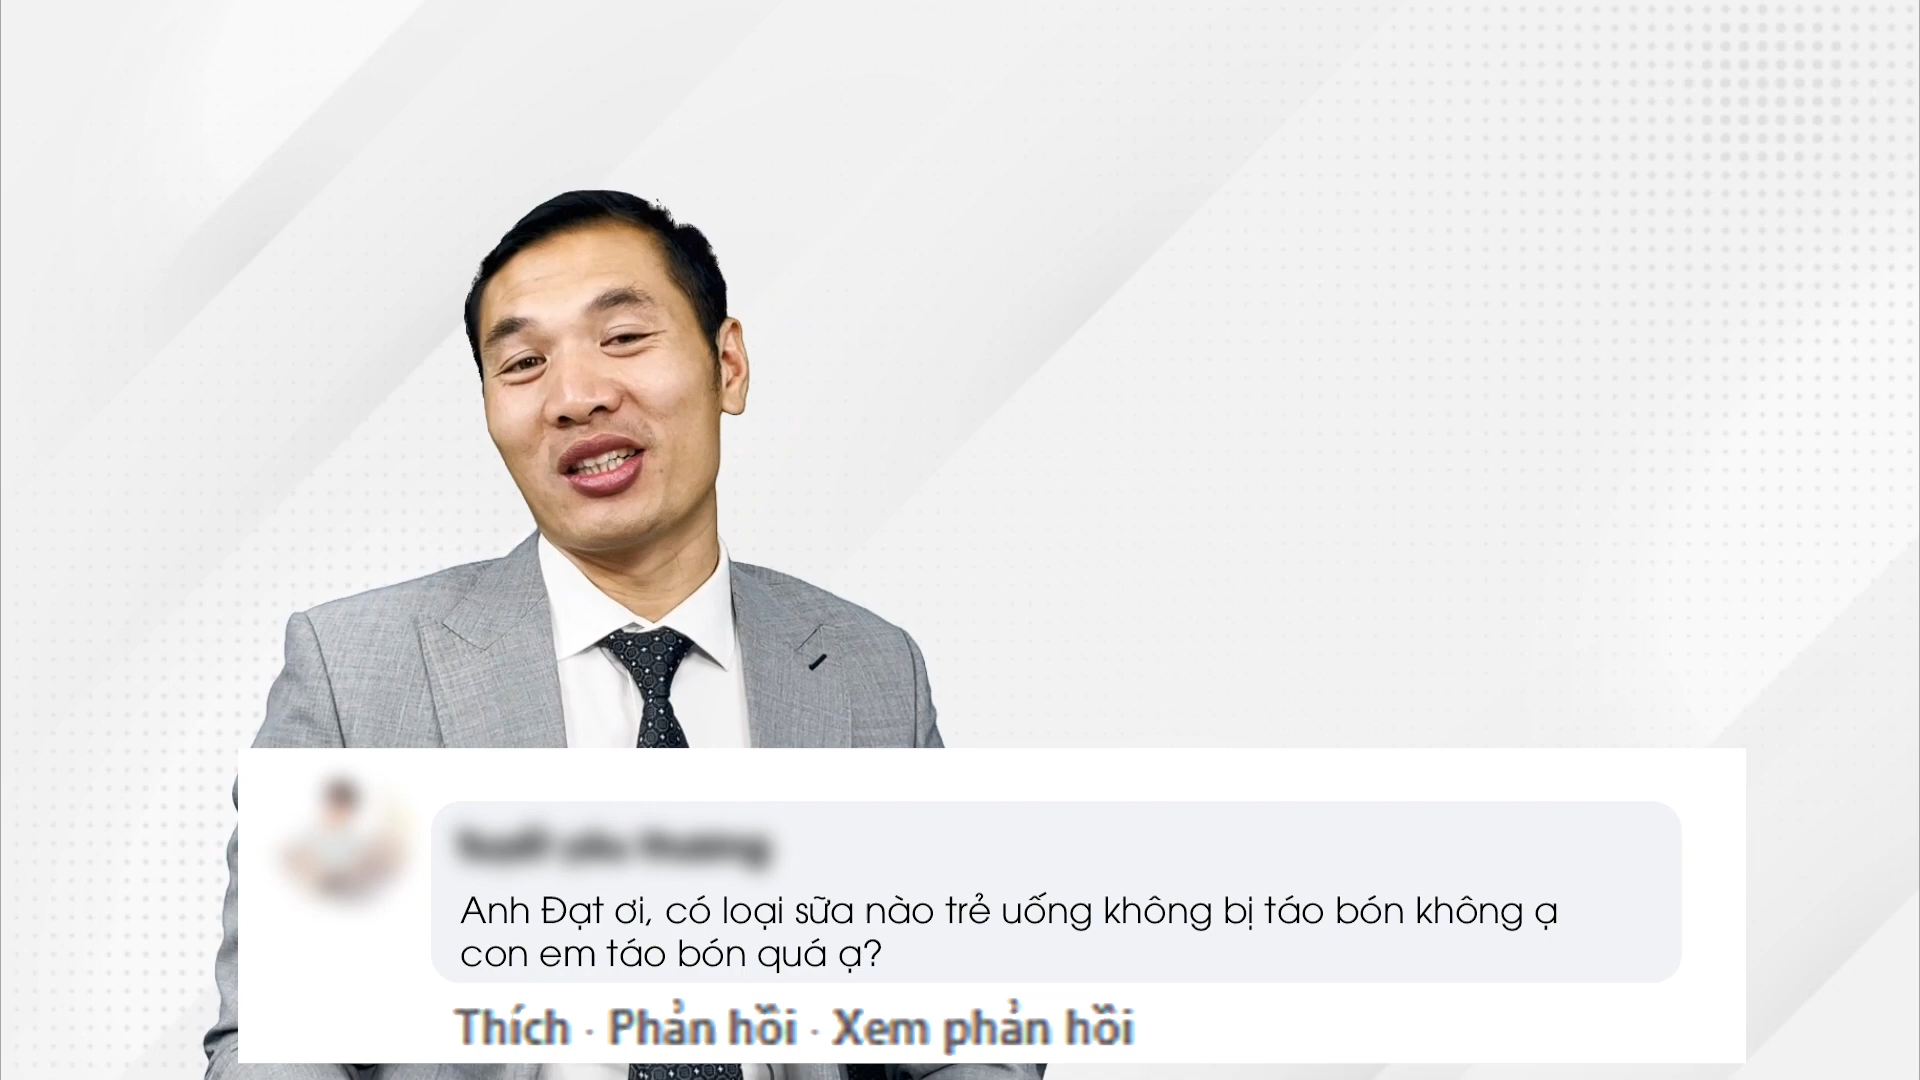 Anh Đạt ơi, có loại sữa nào trẻ uống không bị táo bón không ạ
con em táo bón quá ạ?
Thích · Phản hồi · Xem phản hồi